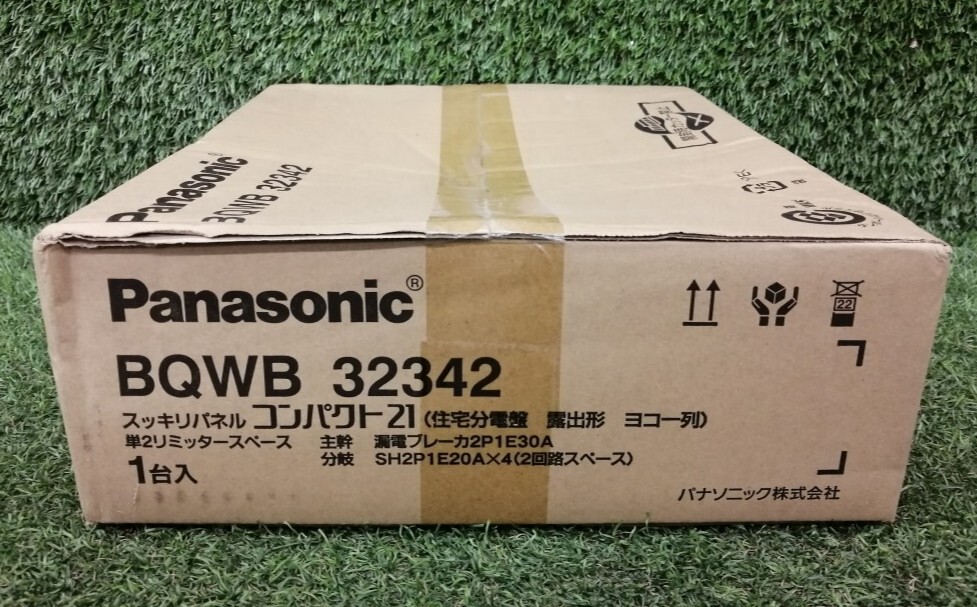 Panasonic®
BQWB 32342
Panasonic®
BQWB 32342
22
スッキリパネル コンパクト21 (住宅分電盤 露出形 ヨコ一列)
単2リミッタースペース 主幹 漏電ブレーカ2P1E30A
分岐 SH2P1E20A×4(2回路スペース)
1台入
パナソニック株式会社